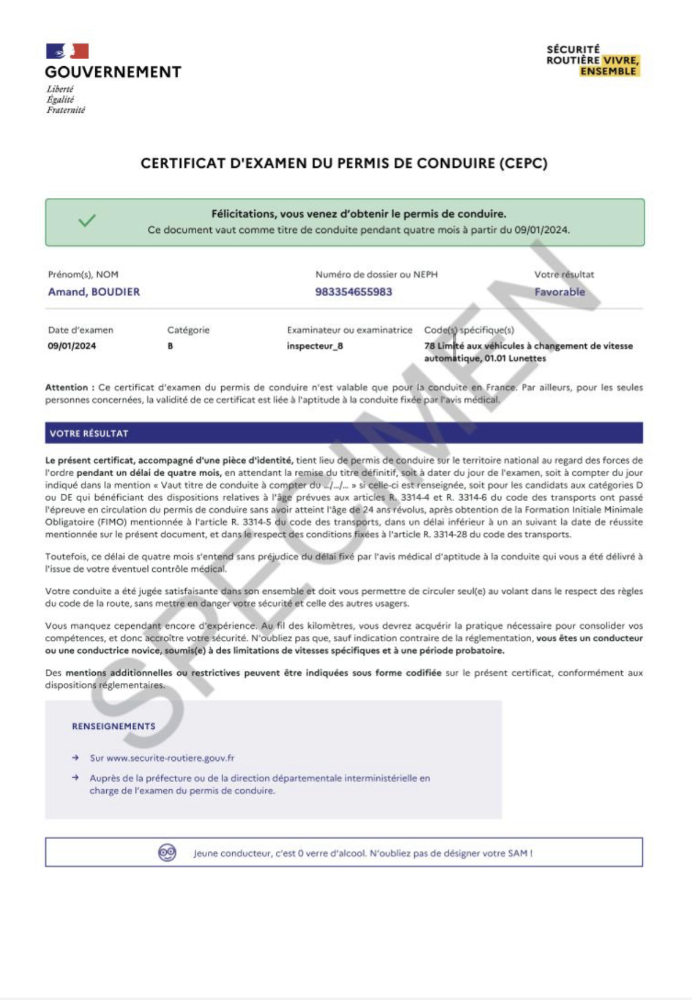 GOUVERNEMENT
Liberté
Égalité
Fraternité
SÉCURITÉ
ROUTIÈRE VIVRE,
ENSEMBLE
CERTIFICAT D'EXAMEN DU PERMIS DE CONDUIRE (CEPC)
Félicitations, vous venez d'obtenir le permis de conduire.
Ce document vaut comme titre de conduite pendant quatre mois à partir du 09/01/2024.
Prénom(s), NOM
Amand, BOUDIER
Numéro de dossier ou NEPH
983354655983
Votre résultat
Favorable
Date d'examen
09/01/2024
Catégorie
B
Examinateur ou examinatrice
inspecteur_8
Code(s) spécifique(s)
78 Limité aux véhicules à changement de vitesse
automatique, 01.01 Lunettes
Attention : Ce certificat d'examen du permis de conduire n'est valable que pour la conduite en France. Par ailleurs, pour les seules
personnes concernées, la validité de ce certificat est liée à l'aptitude à la conduite fixée par l'avis médical.
VOTRE RÉSULTAT
Le présent certificat, accompagné d'une pièce d'identité, tient lieu de permis de conduire sur le territoire national au regard des forces de
l'ordre pendant un délai de quatre mois, en attendant la remise du titre définitif, soit à dater du jour de l'examen, soit à compter du jour
indiqué dans la mention « Vaut titre de conduite à compter du .../.../... » si celle-ci est renseignée, soit pour les candidats aux catégories D
ou DE qui bénéficiant des dispositions relatives à l'âge prévues aux articles R. 3314-4 et R. 3314-6 du code des transports ont passé
l'épreuve en circulation du permis de conduire sans avoir atteint l'âge de 24 ans révolus, après obtention de la Formation Initiale Minimale
Obligatoire (FIMO) mentionnée à l'article R. 3314-5 du code des transports, dans un délai inférieur à un an suivant la date de réussite
mentionnée sur le présent document, et dans le respect des conditions fixées à l'article R. 3314-28 du code des transports.
Toutefois, ce délai de quatre mois s'entend sans préjudice du délai fixé par l'avis médical d'aptitude à la conduite qui vous a été délivré à
l'issue de votre éventuel contrôle médical.
Votre conduite a été jugée satisfaisante dans son ensemble et doit vous permettre de circuler seul(e) au volant dans le respect des règles
du code de la route, sans mettre en danger votre sécurité et celle des autres usagers.
Vous manquez cependant encore d'expérience. Au fil des kilomètres, vous devrez acquérir la pratique nécessaire pour consolider vos
compétences, et donc accroître votre sécurité. N'oubliez pas que, sauf indication contraire de la réglementation, vous êtes un conducteur
ou une conductrice novice, soumis(e) à des limitations de vitesses spécifiques et à une période probatoire.
Des mentions additionnelles ou restrictives peuvent être indiquées sous forme codifiée sur le présent certificat, conformément aux
dispositions réglementaires.
RENSEIGNEMENTS
→ Sur www.securite-routiere.gouv.fr
→ Auprès de la préfecture ou de la direction départementale interministérielle en
charge de l'examen du permis de conduire.
Jeune conducteur, c'est 0 verre d'alcool. N'oubliez pas de désigner votre SAM !
SPECIMEN